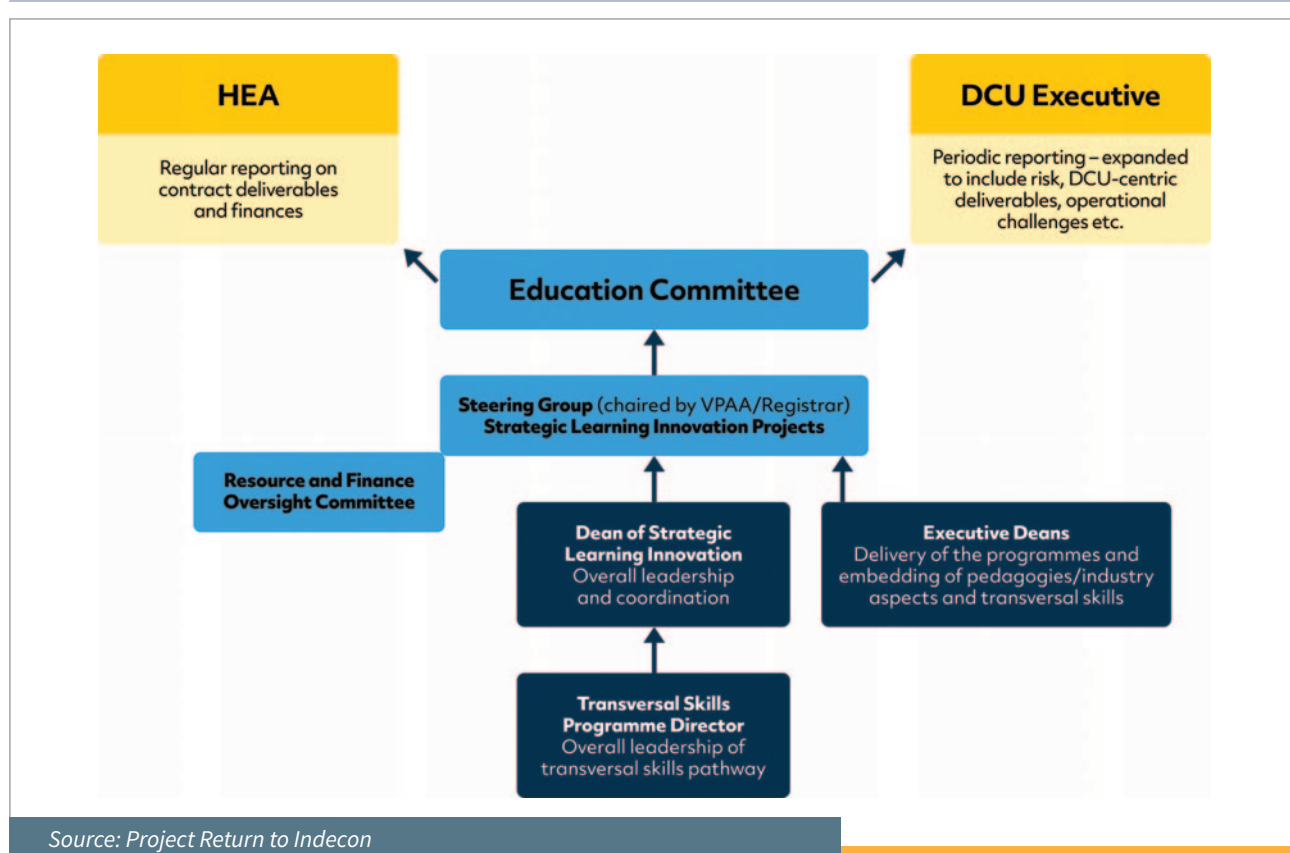 HEA
Regular reporting on
contract deliverables
and finances
DCU Executive
Periodic reporting – expanded
to include risk, DCU-centric
deliverables, operational
challenges etc.
Education Committee
Steering Group (chaired by VPAA/Registrar)
Strategic Learning Innovation Projects
Resource and Finance
Oversight Committee
Dean of Strategic
Learning Innovation
Overall leadership
and coordination
Executive Deans
Delivery of the programmes and
embedding of pedagogies/industry
aspects and transversal skills
Transversal Skills
Programme Director
Overall leadership of
transversal skills pathway
Source: Project Return to Indecon